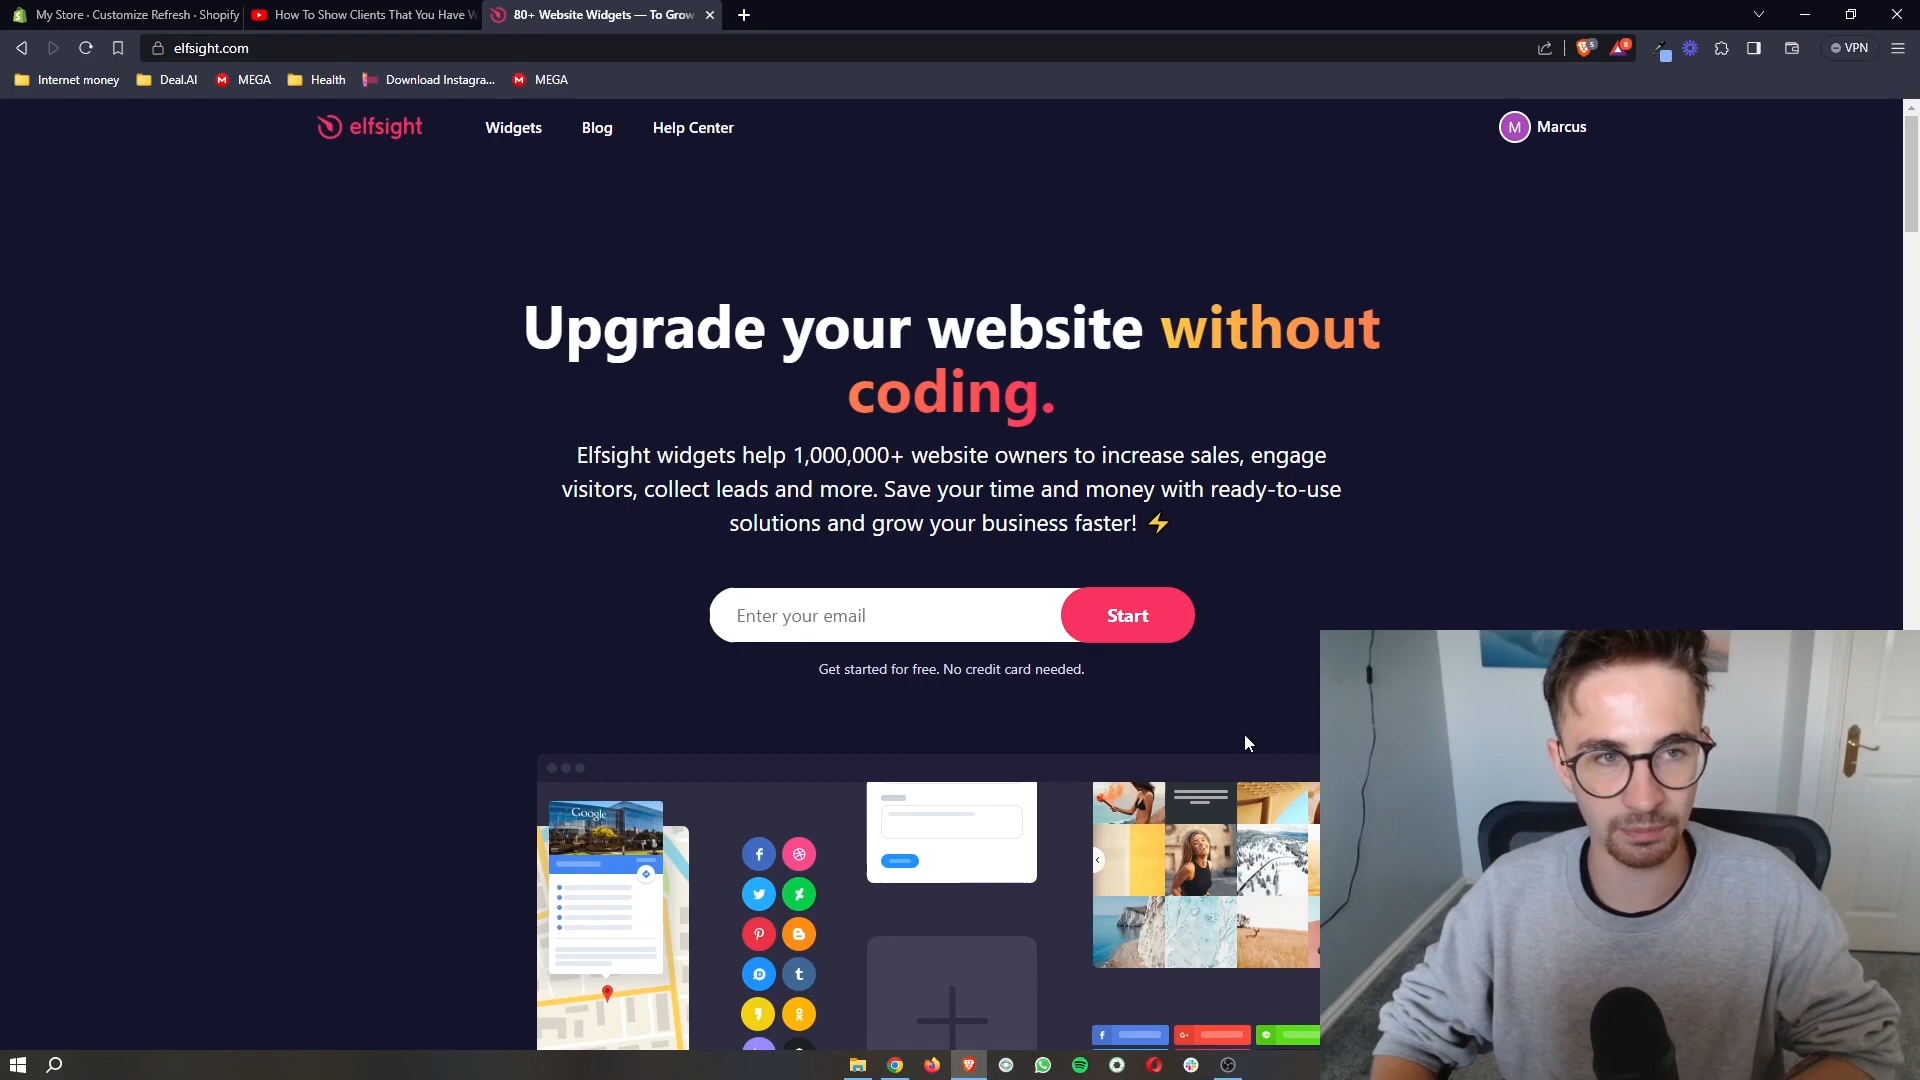 My Store · Customize Refresh · Shopify
How To Show Clients That You Have W
80+ Website Widgets — To Grow
elfsight.com
5
8
VPN
Internet money
Deal.AI
MEGA
Health
Download Instagra...
MEGA
elfsight
Widgets
Blog
Help Center
M
Marcus
Upgrade your website without
coding.
Elfsight widgets help 1,000,000+ website owners to increase sales, engage
visitors, collect leads and more. Save your time and money with ready-to-use
solutions and grow your business faster! ⚡
Enter your email
Start
Get started for free. No credit card needed.
Google